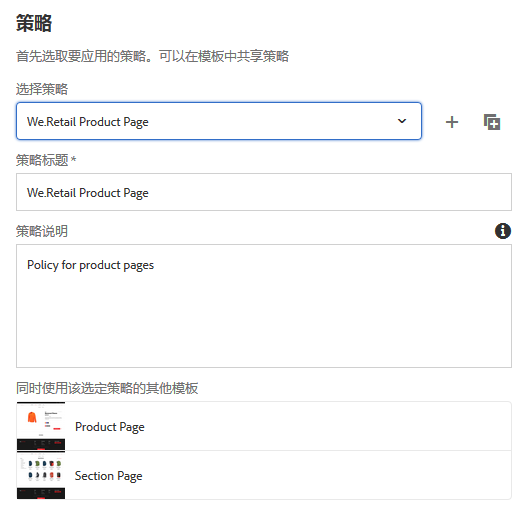 策略
首先选取要应用的策略。可以在模板中共享策略
选择策略
We.Retail Product Page
策略标题 *
We.Retail Product Page
策略说明
Policy for product pages
同时使用该选定策略的其他模板
Product Page
Section Page